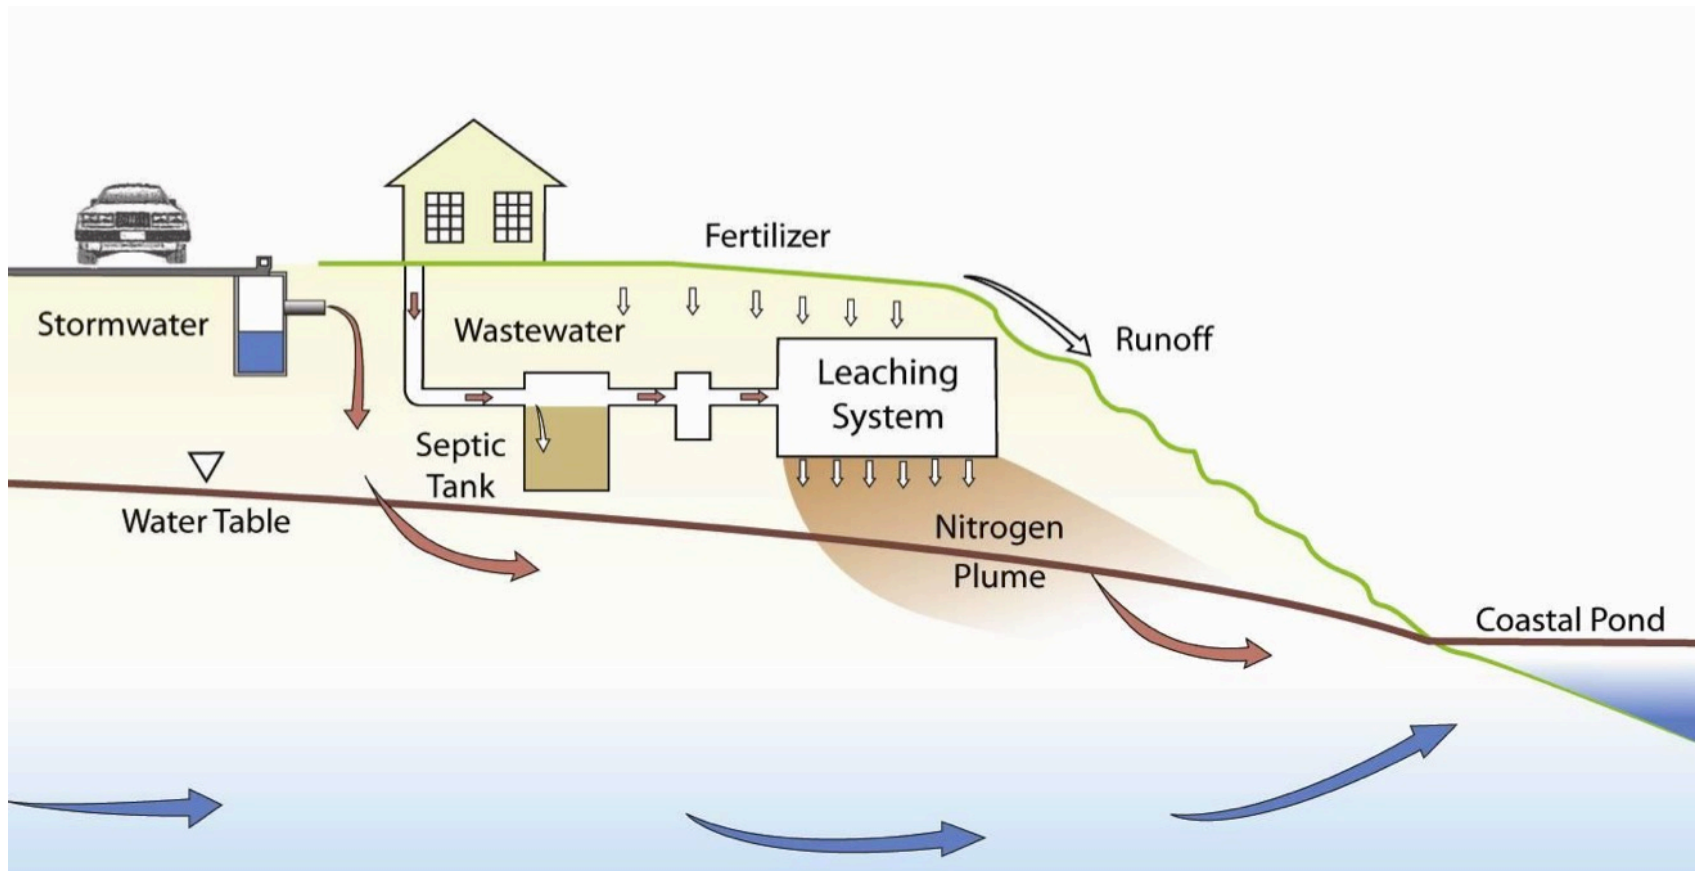 Fertilizer
Stormwater
Wastewater
Runoff
Leaching
System
Septic
Tank
Water Table
Nitrogen
Plume
Coastal Pond